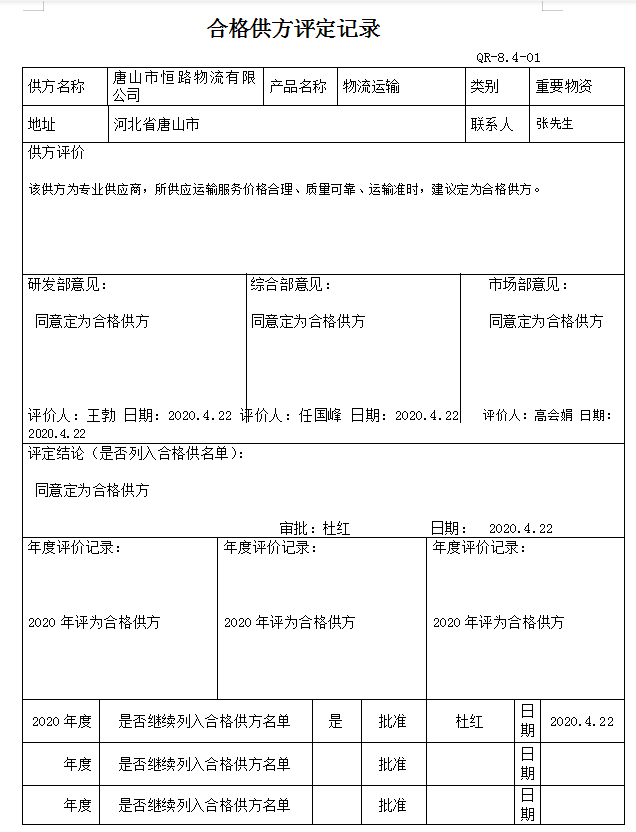 合格供方评定记录
QR-8.4-01
供方名称 唐山市恒路物流有限公司 产品名称 物流运输 类别 重要物资
地址 河北省唐山市 联系人 张先生
供方评价
该供方为专业供应商，所供应运输服务价格合理、质量可靠、运输准时，建议定为合格供方。
研发部意见： 综合部意见： 市场部意见：
同意定为合格供方 同意定为合格供方 同意定为合格供方
评价人：王勃 日期：2020.4.22 评价人：任国峰 日期：2020.4.22 评价人：高会娟 日期：
2020.4.22
评定结论（是否列入合格供名单）：
同意定为合格供方
审批：杜红 日期： 2020.4.22
年度评价记录： 年度评价记录： 年度评价记录：
2020 年评为合格供方 2020 年评为合格供方 2020 年评为合格供方
2020 年度 是否继续列入合格供方名单 是 批准 杜红 日期 2020.4.22
年度 是否继续列入合格供方名单 批准 日期
年度 是否继续列入合格供方名单 批准 日期